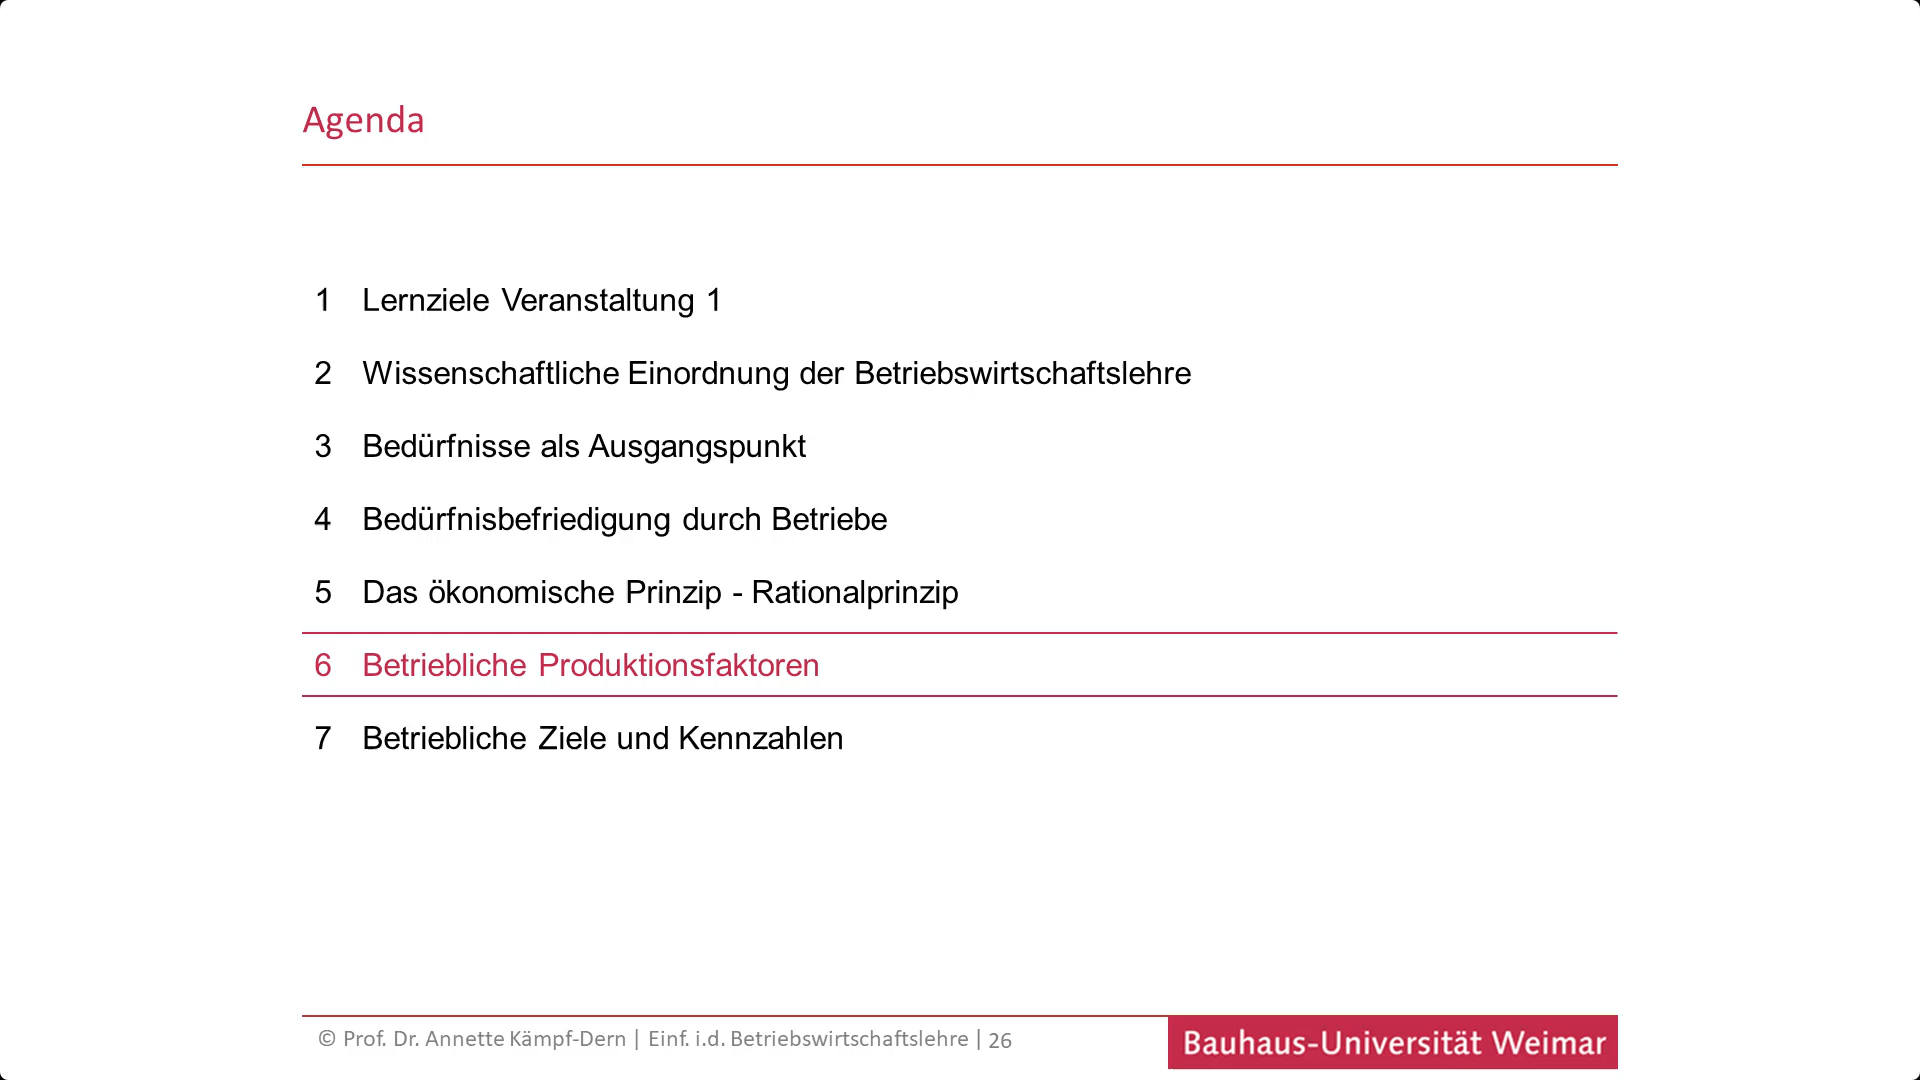 Agenda
1 Lernziele Veranstaltung 1
2 Wissenschaftliche Einordnung der Betriebswirtschaftslehre
3 Bedürfnisse als Ausgangspunkt
4 Bedürfnisbefriedigung durch Betriebe
5 Das ökonomische Prinzip - Rationalprinzip
6 Betriebliche Produktionsfaktoren
7 Betriebliche Ziele und Kennzahlen
© Prof. Dr. Annette Kämpf-Dern | Einf. i.d. Betriebswirtschaftslehre | 26
Bauhaus-Universität Weimar